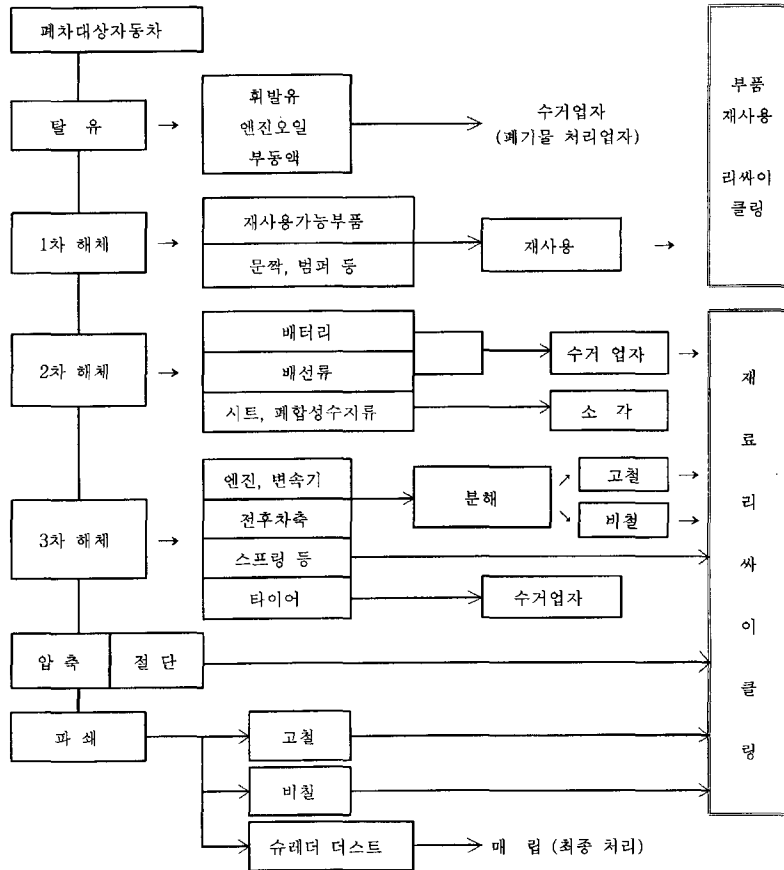 폐차대상자동차
탈 유
→
휘발유
엔진오일
부동액
수거업자
(폐기물 처리업자)
부품
재사용
리싸이
클링
1차 해체
→
재사용가능부품
문짝, 범퍼 등
재사용
→
2차 해체
→
배터리
배선류
시트, 폐합성수지류
수거 업자
→
소 각
3차 해체
→
엔진, 변속기
전후차축
스프링 등
타이어
분해
↗
↘
고철
→
비철
→
수거업자
재
료
리
싸
이
클
링
압 축
절 단
파 쇄
고철
비칠
슈레더 더스트
매 립 (최종 처리)